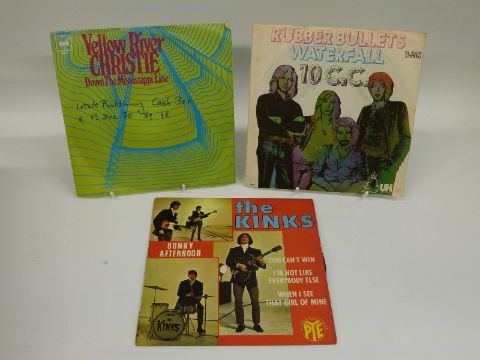 Yellow River
CHRISTIE
Down The Mississippi Line
RUBBER BULLETS
WATERFALL
10 C.C.
UK
the
KINKS
SUNNY
AFTERNOON
YOU CAN'T WIN
I'M NOT LIKE
EVERYBODY ELSE
WHEN I SEE
THAT GIRL OF MINE
The
KINKS
PYE